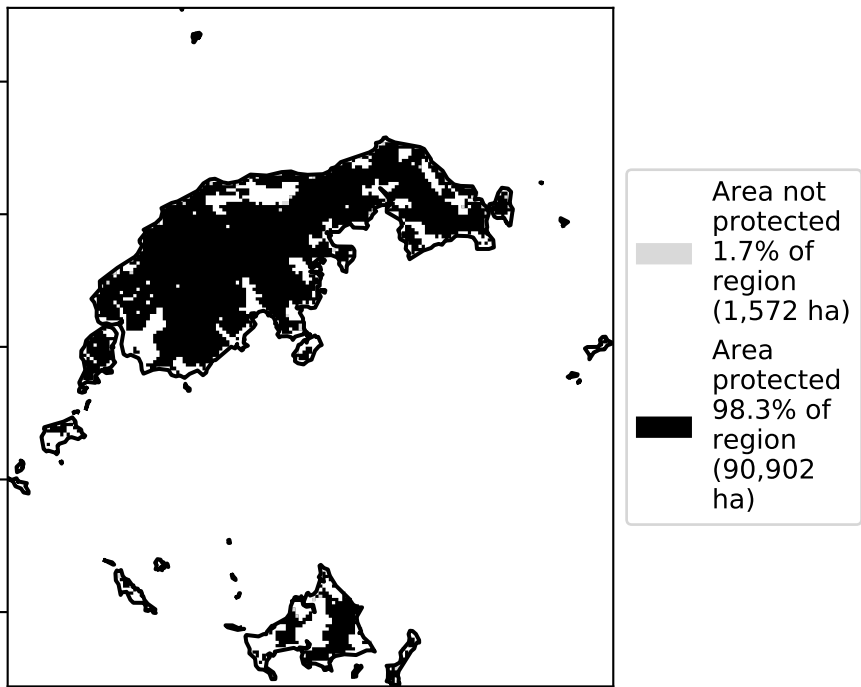 Area not
protected
1.7% of
region
(1,572 ha)
Area
protected
98.3% of
region
(90,902
ha)